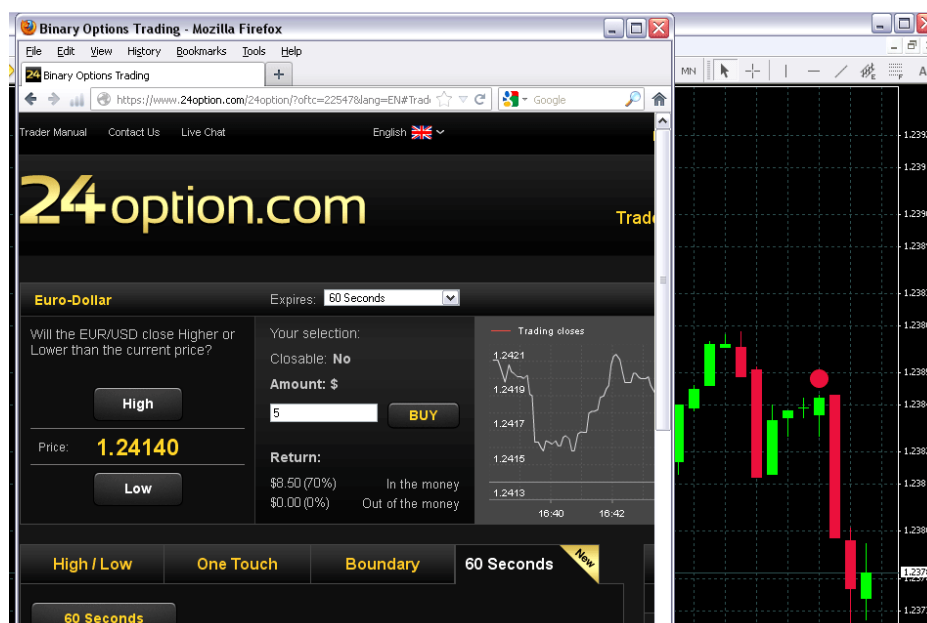 Binary Options Trading - Mozilla Firefox
File Edit View History Bookmarks Tools Help
24 Binary Options Trading
https://www.24option.com/24option/?oftc=22547&lang=EN#Trad
Google
MN
Trader Manual Contact Us Live Chat English
24option.com
Trade
Euro-Dollar Expires: 60 Seconds
Will the EUR/USD close Higher or
Lower than the current price?
High
Price: 1.24140
Low
Your selection:
Closable: No
Amount: $
5 BUY
Return:
$8.50 (70%) In the money
$0.00 (0%) Out of the money
Trading closes
1.2421
1.2419
1.2417
1.2415
1.2413
16:40 16:42
High / Low One Touch Boundary 60 Seconds New
60 Seconds